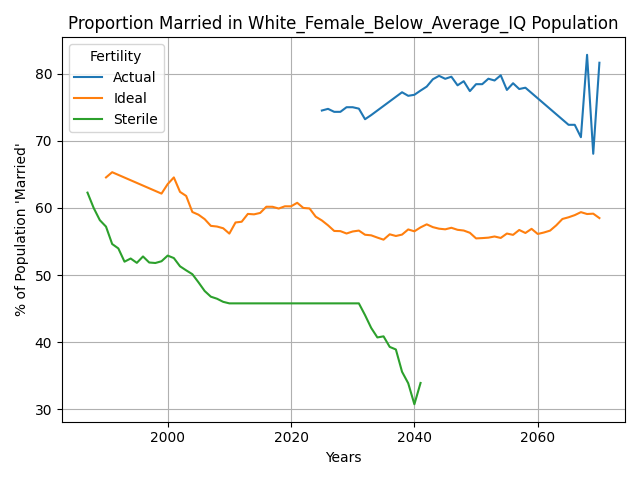 Proportion Married in White_Female_Below_Average_IQ Population
Fertility
Actual
Ideal
Sterile
% of Population 'Married'
80
70
60
50
40
30
2000
2020
2040
2060
Years